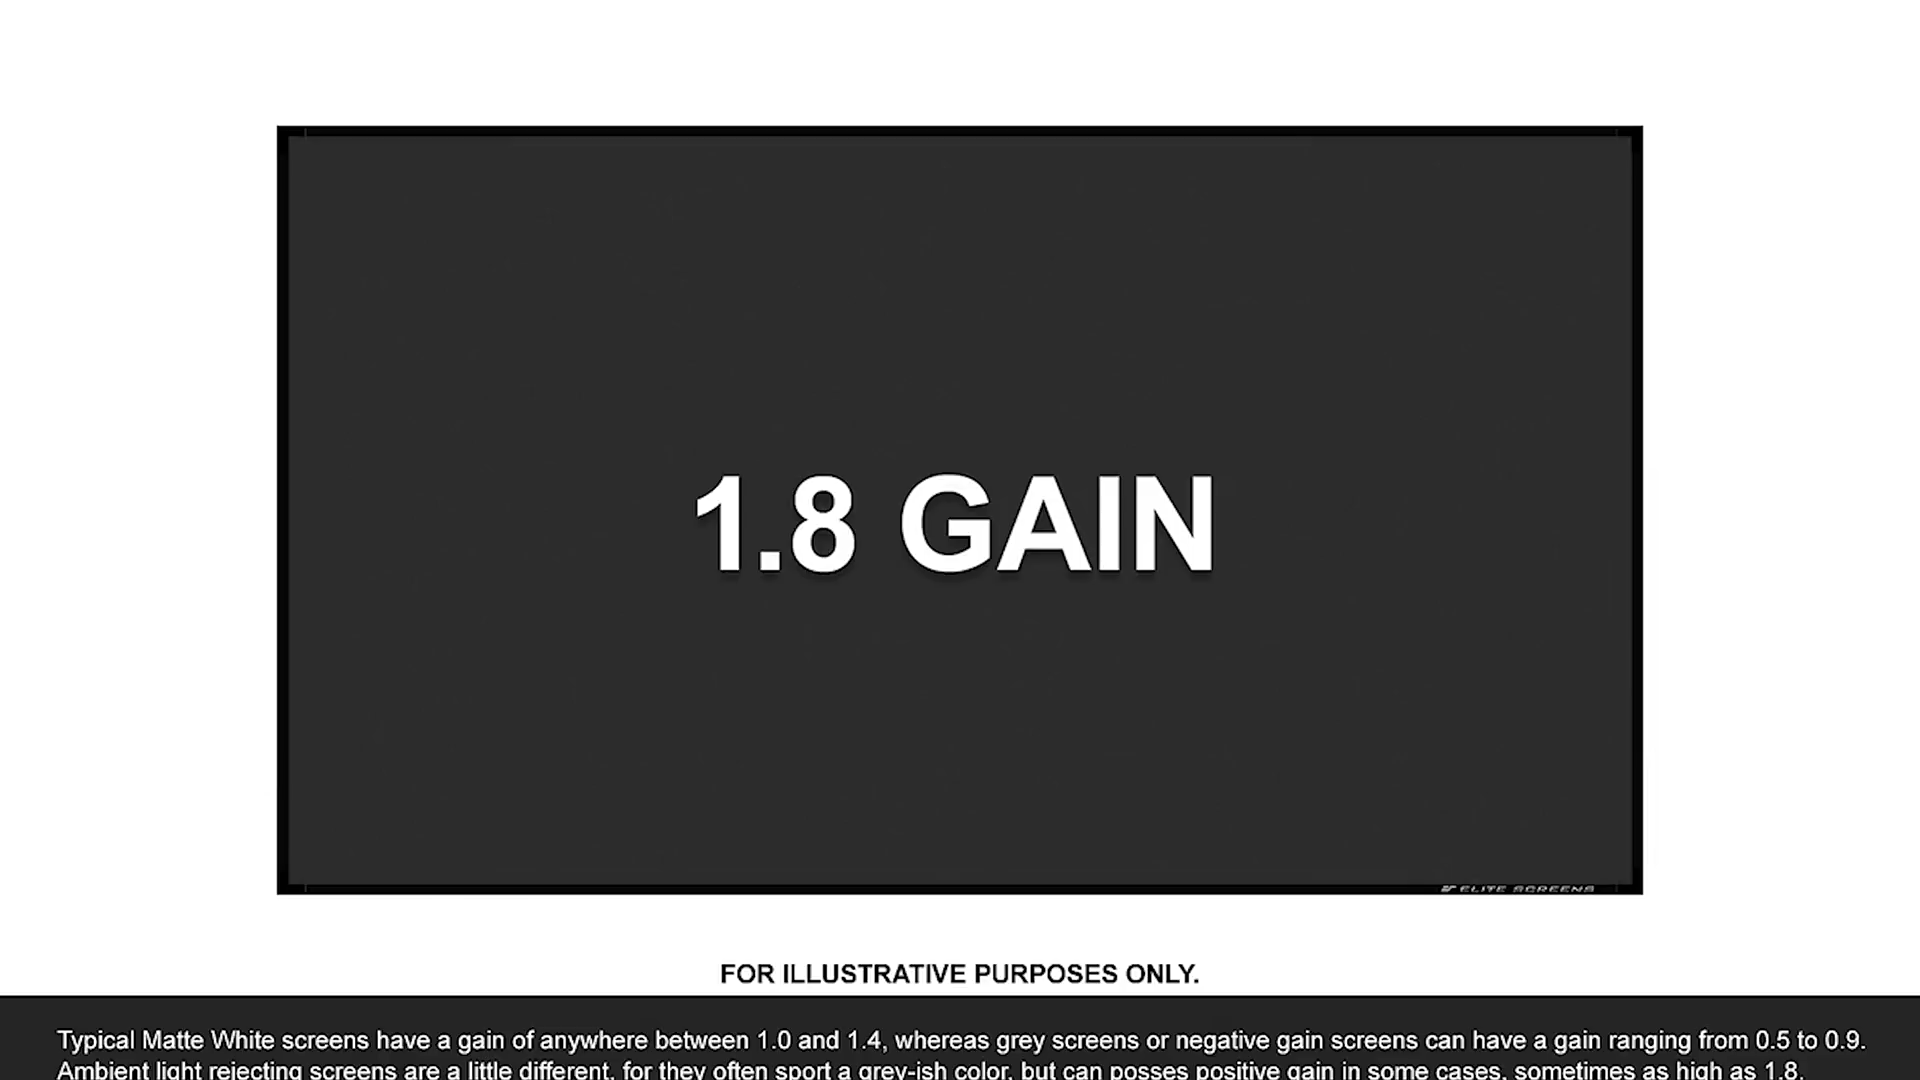 1.8 GAIN
ELITE SCREENS
FOR ILLUSTRATIVE PURPOSES ONLY.
Typical Matte White screens have a gain of anywhere between 1.0 and 1.4, whereas grey screens or negative gain screens can have a gain ranging from 0.5 to 0.9.
Ambient light rejecting screens are a little different, for they often sport a grey-ish color, but can posses positive gain in some cases, sometimes as high as 1.8.